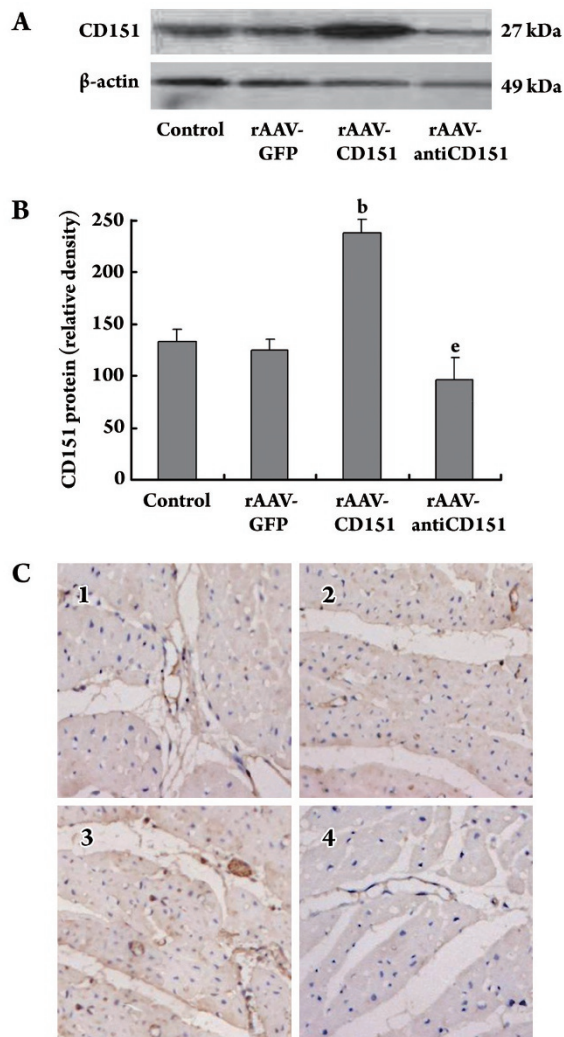 A
CD151
27 kDa
β-actin
49 kDa
Control rAAV-GFP rAAV-CD151 rAAV-antiCD151
B
CD151 protein (relative density)
250
200
150
100
50
0
b
e
Control rAAV-GFP rAAV-CD151 rAAV-antiCD151
C
1
2
3
4